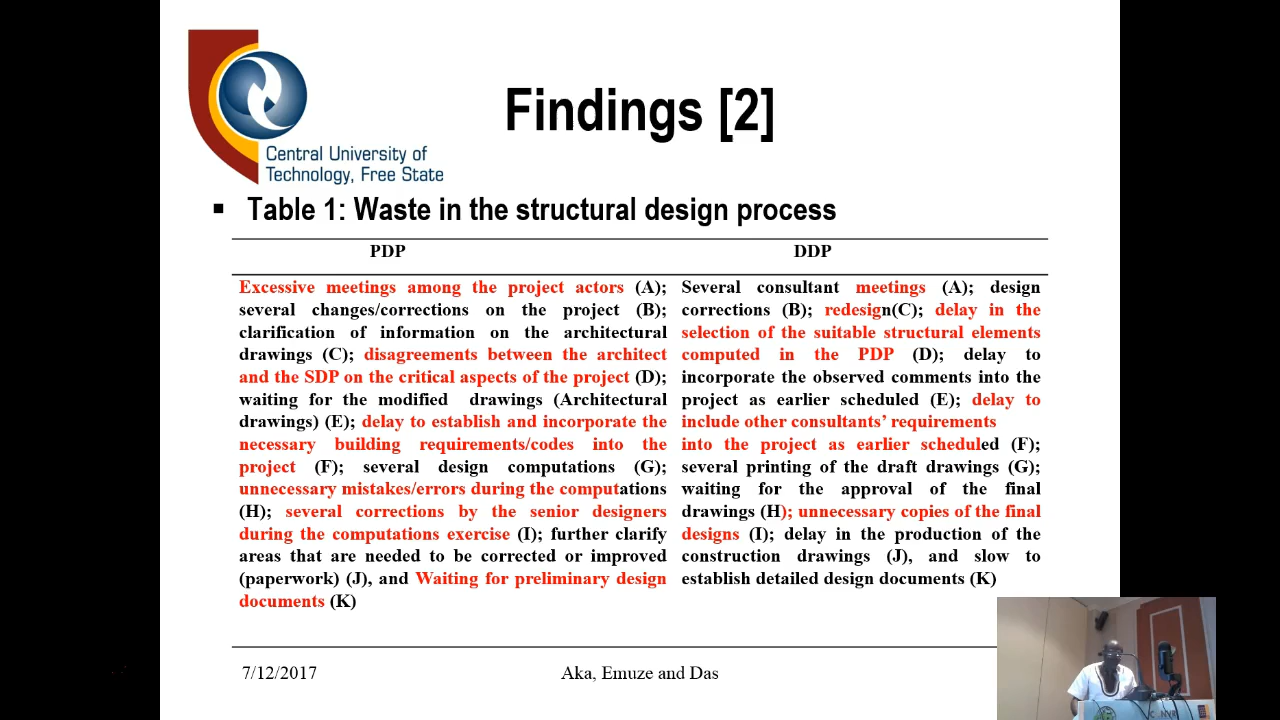 Findings [2]
Central University of
Technology, Free State
▪ Table 1: Waste in the structural design process
PDP
DDP
Excessive meetings among the project actors (A);
several changes/corrections on the project (B);
clarification of information on the architectural
drawings (C); disagreements between the architect
and the SDP on the critical aspects of the project (D);
waiting for the modified drawings (Architectural
drawings) (E); delay to establish and incorporate the
necessary building requirements/codes into the
project (F); several design computations (G);
unnecessary mistakes/errors during the computations
(H); several corrections by the senior designers
during the computations exercise (I); further clarify
areas that are needed to be corrected or improved
(paperwork) (J), and Waiting for preliminary design
documents (K)
Several consultant meetings (A); design
corrections (B); redesign(C); delay in the
selection of the suitable structural elements
computed in the PDP (D); delay to
incorporate the observed comments into the
project as earlier scheduled (E); delay to
include other consultants’ requirements
into the project as earlier scheduled (F);
several printing of the draft drawings (G);
waiting for the approval of the final
drawings (H); unnecessary copies of the final
designs (I); delay in the production of the
construction drawings (J), and slow to
establish detailed design documents (K)
7/12/2017
Aka, Emuze and Das